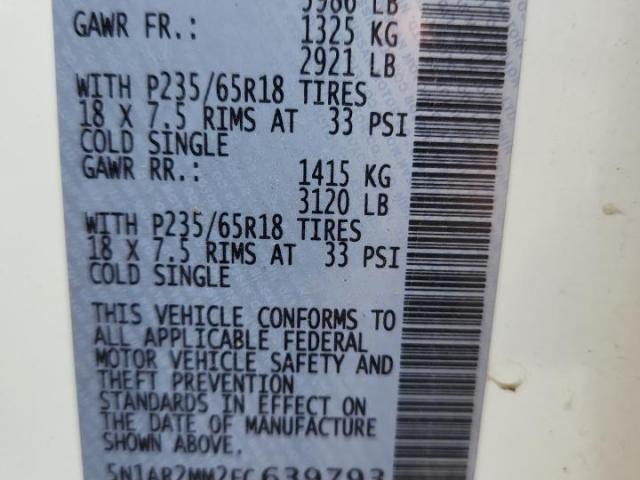 5986 LB
GAWR FR.: 1325 KG
2921 LB
WITH P235/65R18 TIRES
18 X 7.5 RIMS AT 33 PSI
COLD SINGLE
GAWR RR.: 1415 KG
3120 LB
WITH P235/65R18 TIRES
18 X 7.5 RIMS AT 33 PSI
COLD SINGLE
THIS VEHICLE CONFORMS TO
ALL APPLICABLE FEDERAL
MOTOR VEHICLE SAFETY AND
THEFT PREVENTION
STANDARDS IN EFFECT ON
THE DATE OF MANUFACTURE
SHOWN ABOVE.
5N1AR2MM2EC639793